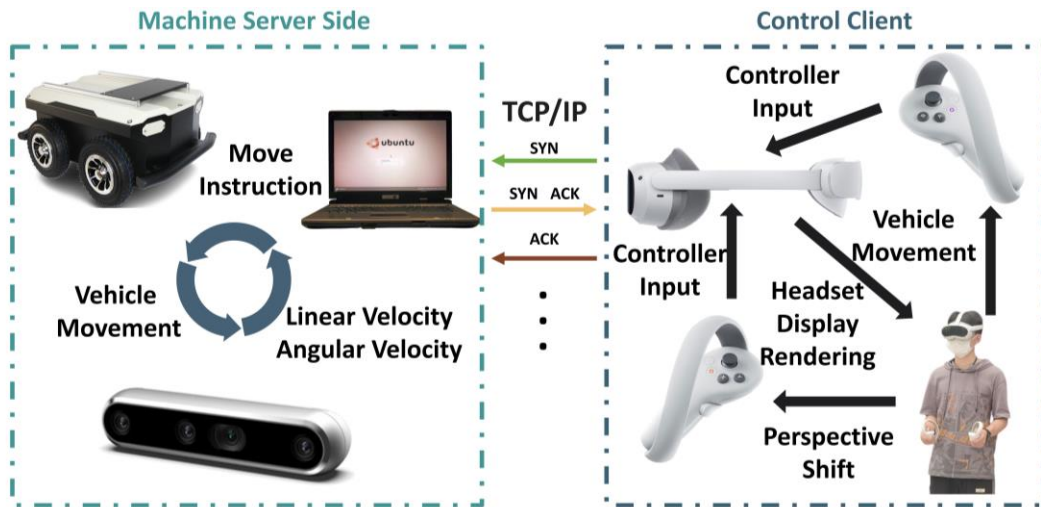 Machine Server Side
Control Client
Move
Instruction
ubuntu
Vehicle
Movement
Linear Velocity
Angular Velocity
TCP/IP
SYN
SYN ACK
ACK
Controller
Input
Controller
Input
Vehicle
Movement
Headset
Display
Rendering
Perspective
Shift